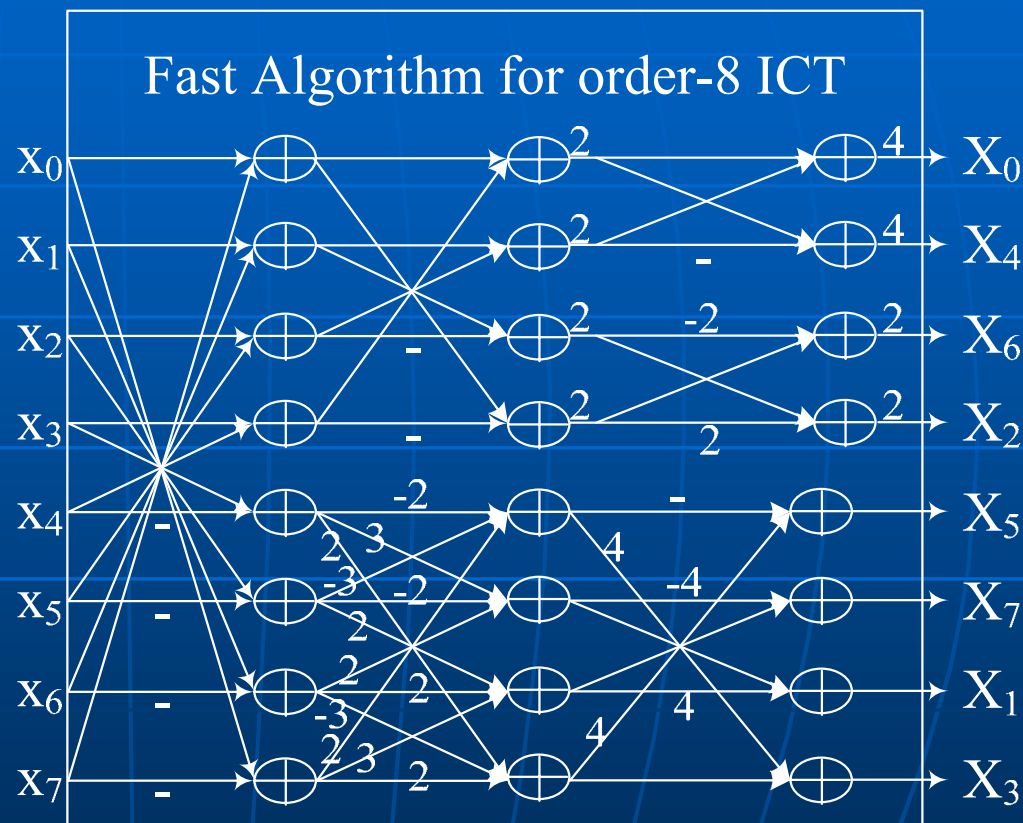 Fast Algorithm for order-8 ICT
x0 2 4 X0
x1 2 - 4 X4
x2 - 2 -2 2 X6
x3 - 2 2 2 X2
x4 - -2 2 3 - 4 X5
x5 - -3 -2 2 -4 X7
x6 - 2 2 -3 4 X1
x7 - 2 3 2 4 X3